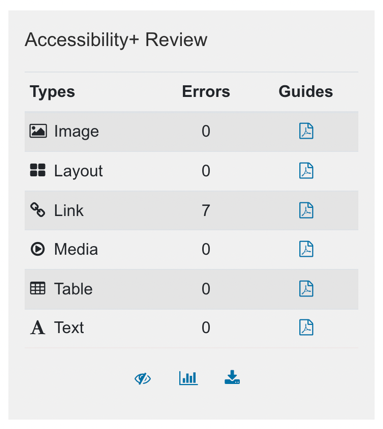 Accessibility+ Review
Types Errors Guides
Image 0
Layout 0
Link 7
Media 0
Table 0
Text 0